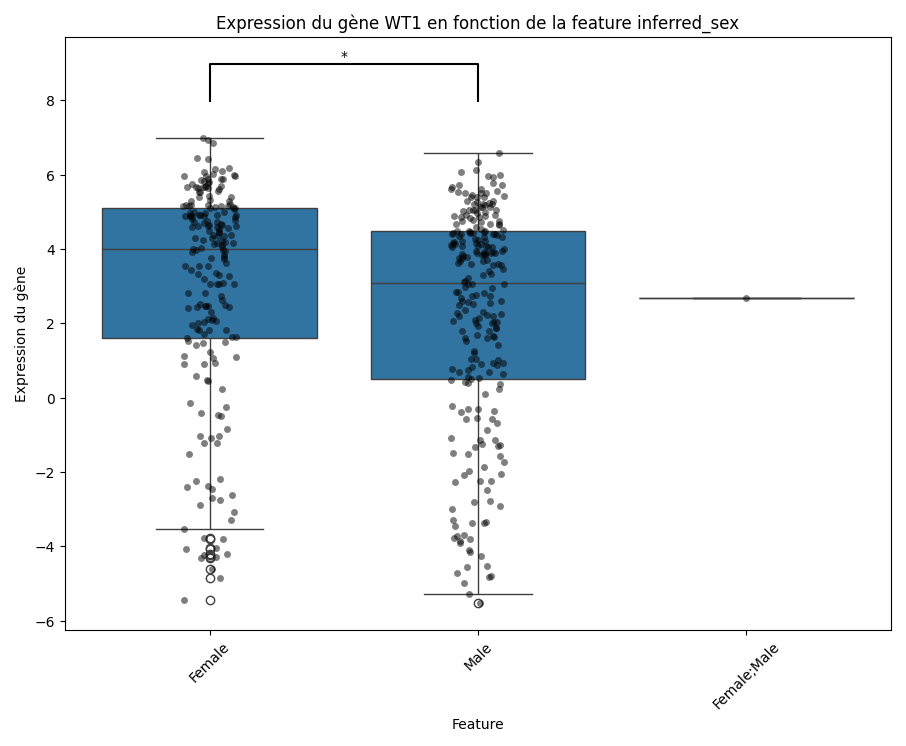 Expression du gène WT1 en fonction de la feature inferred_sex
*
8
6
4
2
0
−2
−4
−6
Expression du gène
Female
Male
Female;Male
Feature